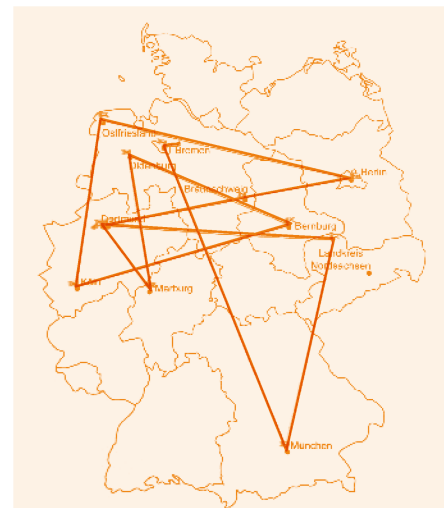 Ostfriesland
Bremen
Oldenburg
Berlin
Braunschweig
Dortmund
Bernburg
Landkreis
Nordsachsen
Köln
Marburg
München